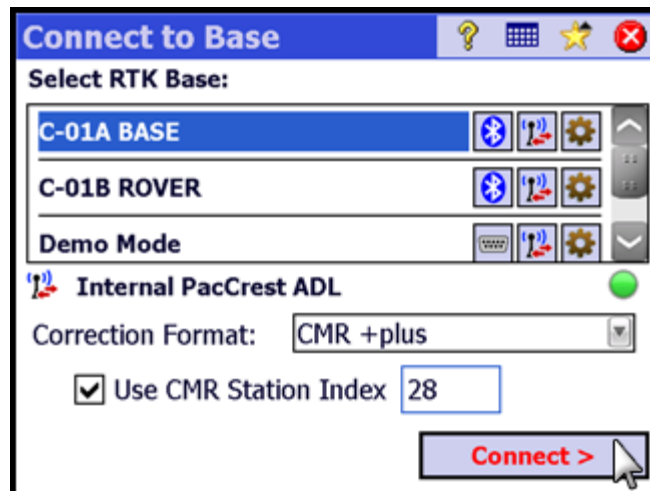 Connect to Base
Select RTK Base:
C-01A BASE
C-01B ROVER
Demo Mode
Internal PacCrest ADL
Correction Format: CMR +plus
Use CMR Station Index 28
Connect >